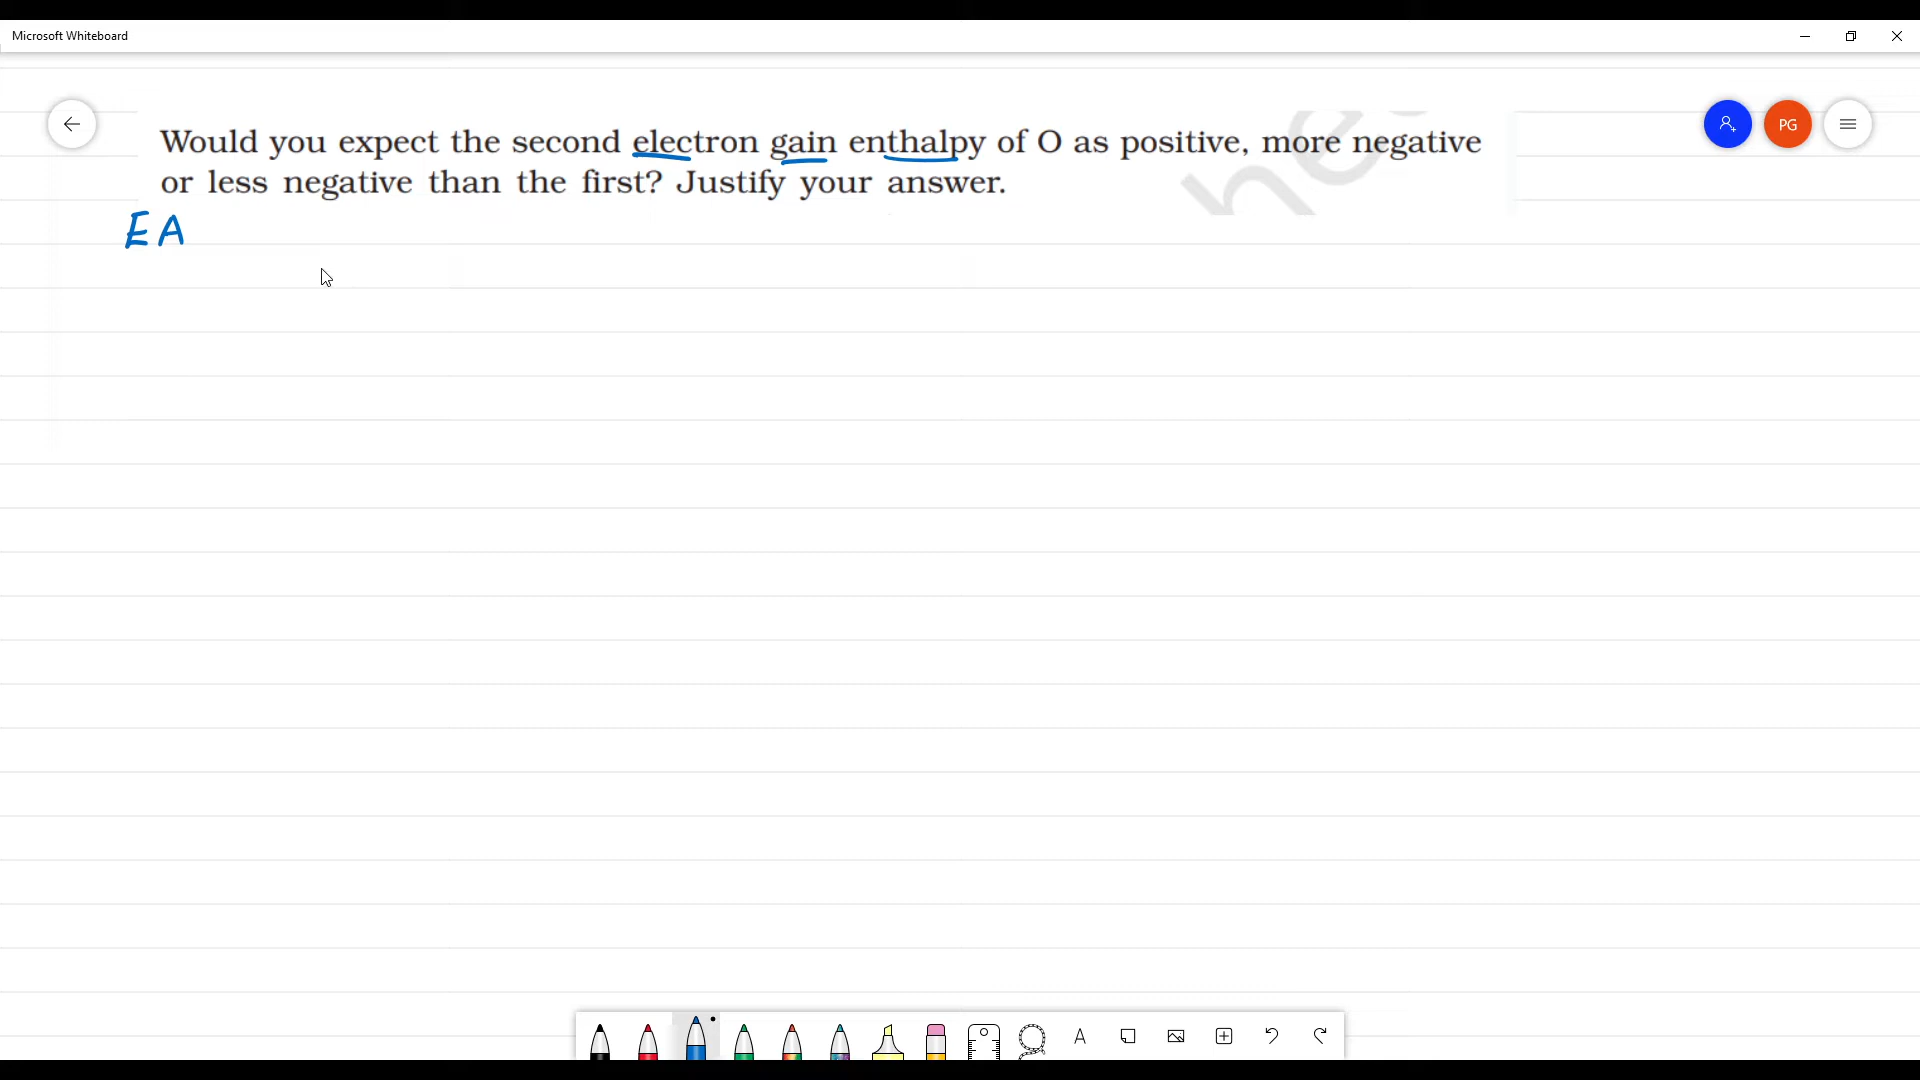 Microsoft Whiteboard
Would you expect the second electron gain enthalpy of O as positive, more negative
or less negative than the first? Justify your answer.
he
EA
PG
A